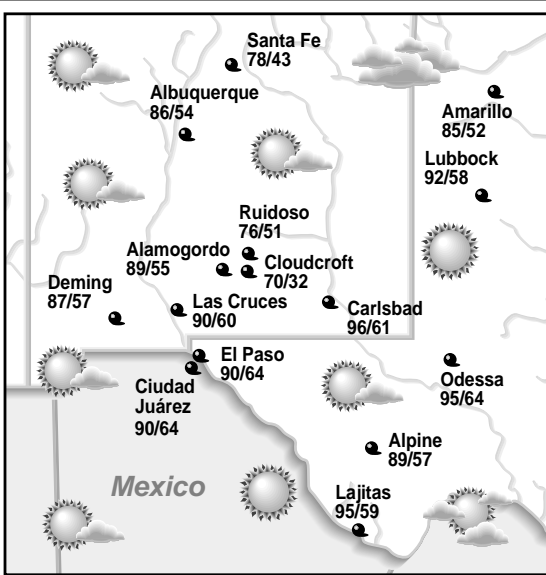 Santa Fe
78/43
Albuquerque
86/54
Amarillo
85/52
Lubbock
92/58
Ruidoso
76/51
Alamogordo
89/55
Cloudcroft
70/32
Deming
87/57
Las Cruces
90/60
Carlsbad
96/61
El Paso
90/64
Ciudad
Juárez
90/64
Odessa
95/64
Alpine
89/57
Mexico
Lajitas
95/59